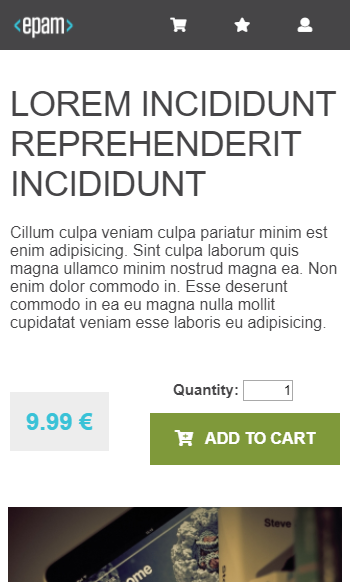 <epam>
LOREM INCIDIDUNT
REPREHENDERIT
INCIDIDUNT
Cillum culpa veniam culpa pariatur minim est
enim adipisicing. Sint culpa laborum quis
magna ullamco minim nostrud magna ea. Non
enim dolor commodo in. Esse deserunt
commodo in ea eu magna nulla mollit
cupidatat veniam esse laboris eu adipisicing.
Quantity: 1
9.99 €
ADD TO CART
Steve